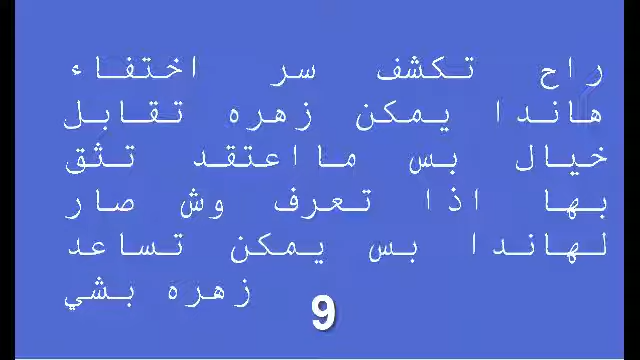 راح تكشف سر اختفاء
هاندا يمكن زهره تقابل
خيال بس مااعتقد تثق
بها اذا تعرف وش صار
لهاندا بس يمكن تساعد
زهره بشي
9